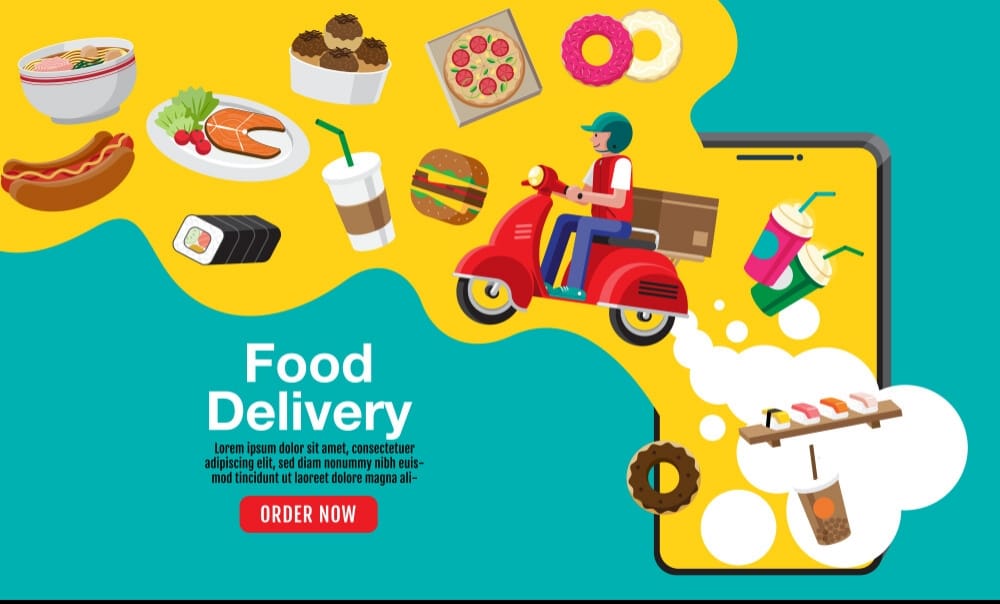 Food
Delivery
Lorem ipsum dolor sit amet, consectetuer
adipiscing elit, sed diam nonummy nibh euis-
mod tincidunt ut laoreet dolore magna ali-
ORDER NOW